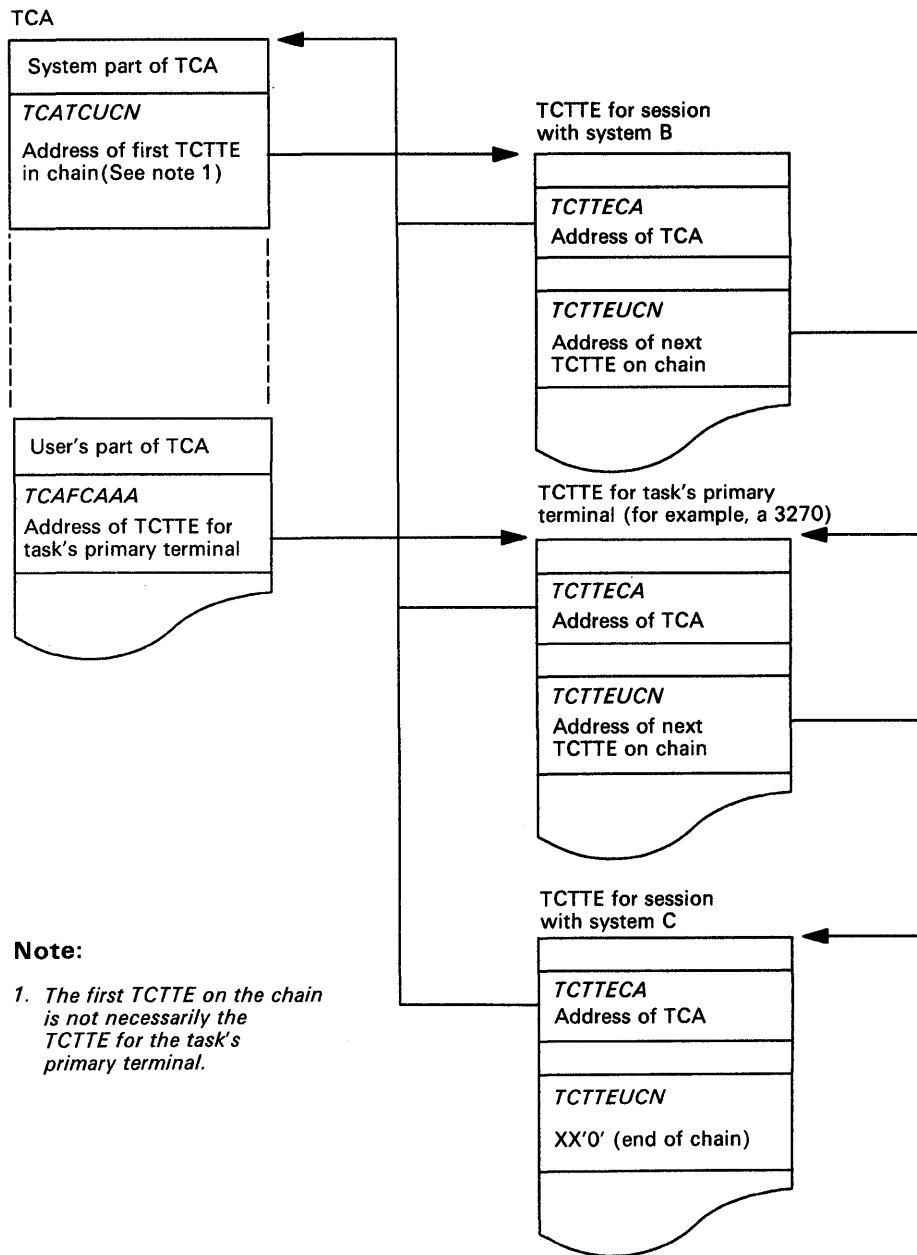 TCA
System part of TCA
TCATCUCN
Address of first TCTTE
in chain(See note 1)
User's part of TCA
TCAFCAAA
Address of TCTTE for
task's primary terminal
TCTTE for session
with system B
TCTTECA
Address of TCA
TCTTEUCN
Address of next
TCTTE on chain
TCTTE for task's primary
terminal (for example, a 3270)
TCTTECA
Address of TCA
TCTTEUCN
Address of next
TCTTE on chain
TCTTE for session
with system C
TCTTECA
Address of TCA
TCTTEUCN
XX'0' (end of chain)
Note:
1. The first TCTTE on the chain
is not necessarily the
TCTTE for the task's
primary terminal.